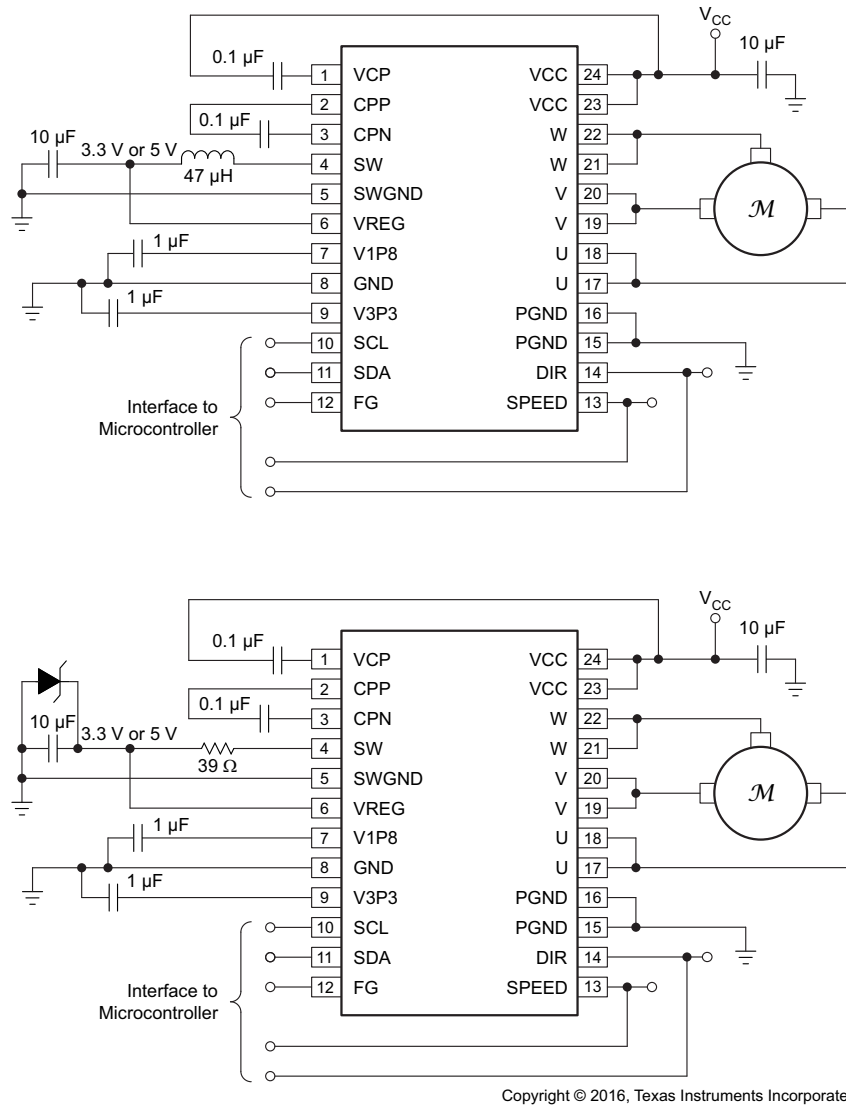 V_CC
0.1 µF
10 µF
1 VCP VCC 24
2 CPP VCC 23
0.1 µF
3 CPN W 22
10 µF
3.3 V or 5 V
4 SW W 21
47 µH
5 SWGND V 20
6 VREG V 19
M
1 µF
7 V1P8 U 18
8 GND U 17
1 µF
9 V3P3 PGND 16
10 SCL PGND 15
11 SDA DIR 14
12 FG SPEED 13
Interface to
Microcontroller
V_CC
0.1 µF
10 µF
1 VCP VCC 24
2 CPP VCC 23
0.1 µF
3 CPN W 22
10 µF
3.3 V or 5 V
4 SW W 21
39 Ω
5 SWGND V 20
6 VREG V 19
M
1 µF
7 V1P8 U 18
8 GND U 17
1 µF
9 V3P3 PGND 16
10 SCL PGND 15
11 SDA DIR 14
12 FG SPEED 13
Interface to
Microcontroller
Copyright © 2016, Texas Instruments Incorporate